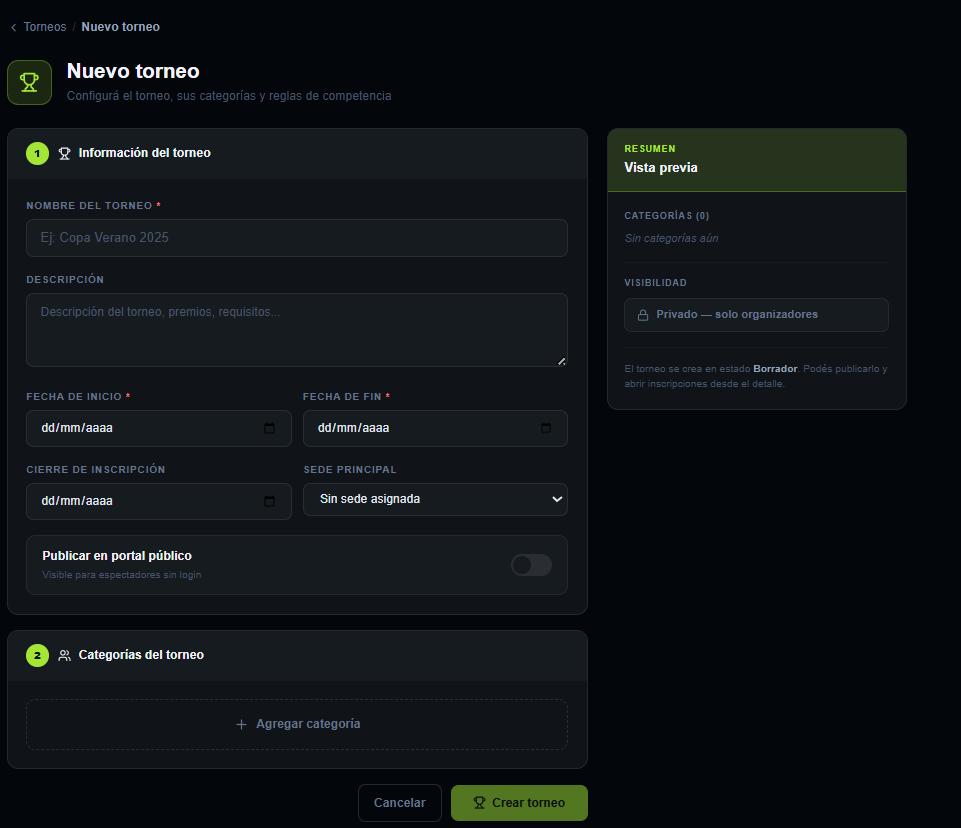 Torneos / Nuevo torneo
Nuevo torneo
Configurá el torneo, sus categorías y reglas de competencia
1 Información del torneo
NOMBRE DEL TORNEO *
Ej: Copa Verano 2025
DESCRIPCIÓN
Descripción del torneo, premios, requisitos...
FECHA DE INICIO * FECHA DE FIN *
dd/mm/aaaa dd/mm/aaaa
CIERRE DE INSCRIPCIÓN SEDE PRINCIPAL
dd/mm/aaaa Sin sede asignada
Publicar en portal público
Visible para espectadores sin login
2 Categorías del torneo
+ Agregar categoría
Cancelar Crear torneo
RESUMEN
Vista previa
CATEGORÍAS (0)
Sin categorías aún
VISIBILIDAD
Privado — solo organizadores
El torneo se crea en estado Borrador. Podés publicarlo y
abrir inscripciones desde el detalle.